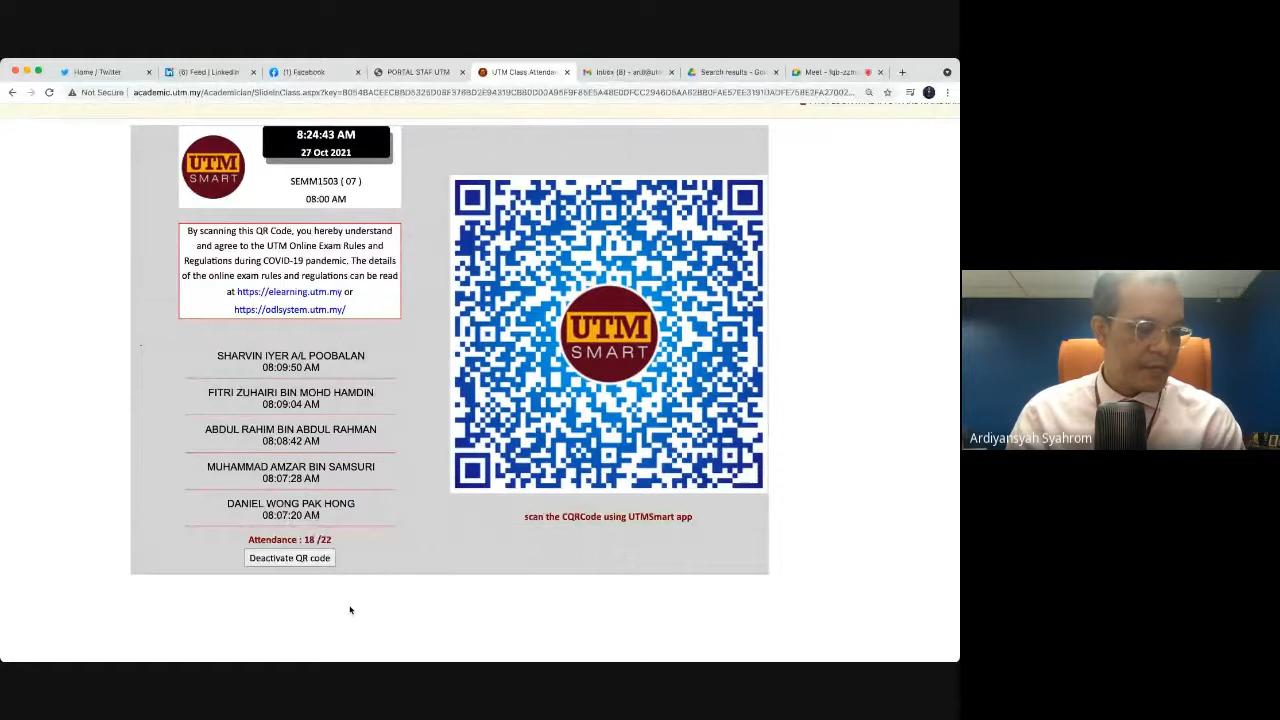 Home / Twitter
(6) Feed | LinkedIn
(1) Facebook
PORTAL STAF UTM
UTM Class Attendan
Search results - Goo
Not Secure
8:24:43 AM
27 Oct 2021
UTM
SMART
SEMM1503 ( 07 )
08:00 AM
By scanning this QR Code, you hereby understand
and agree to the UTM Online Exam Rules and
Regulations during COVID-19 pandemic. The details
of the online exam rules and regulations can be read
at https://elearning.utm.my or
https://odlsystem.utm.my/
SHARVIN IYER A/L POOBALAN
08:09:50 AM
FITRI ZUHAIRI BIN MOHD HAMDIN
08:09:04 AM
ABDUL RAHIM BIN ABDUL RAHMAN
08:08:42 AM
MUHAMMAD AMZAR BIN SAMSURI
08:07:28 AM
DANIEL WONG PAK HONG
08:07:20 AM
Attendance : 18 /22
Deactivate QR code
UTM
SMART
scan the CQRCode using UTMSmart app
Ardiyansyah Syahrom